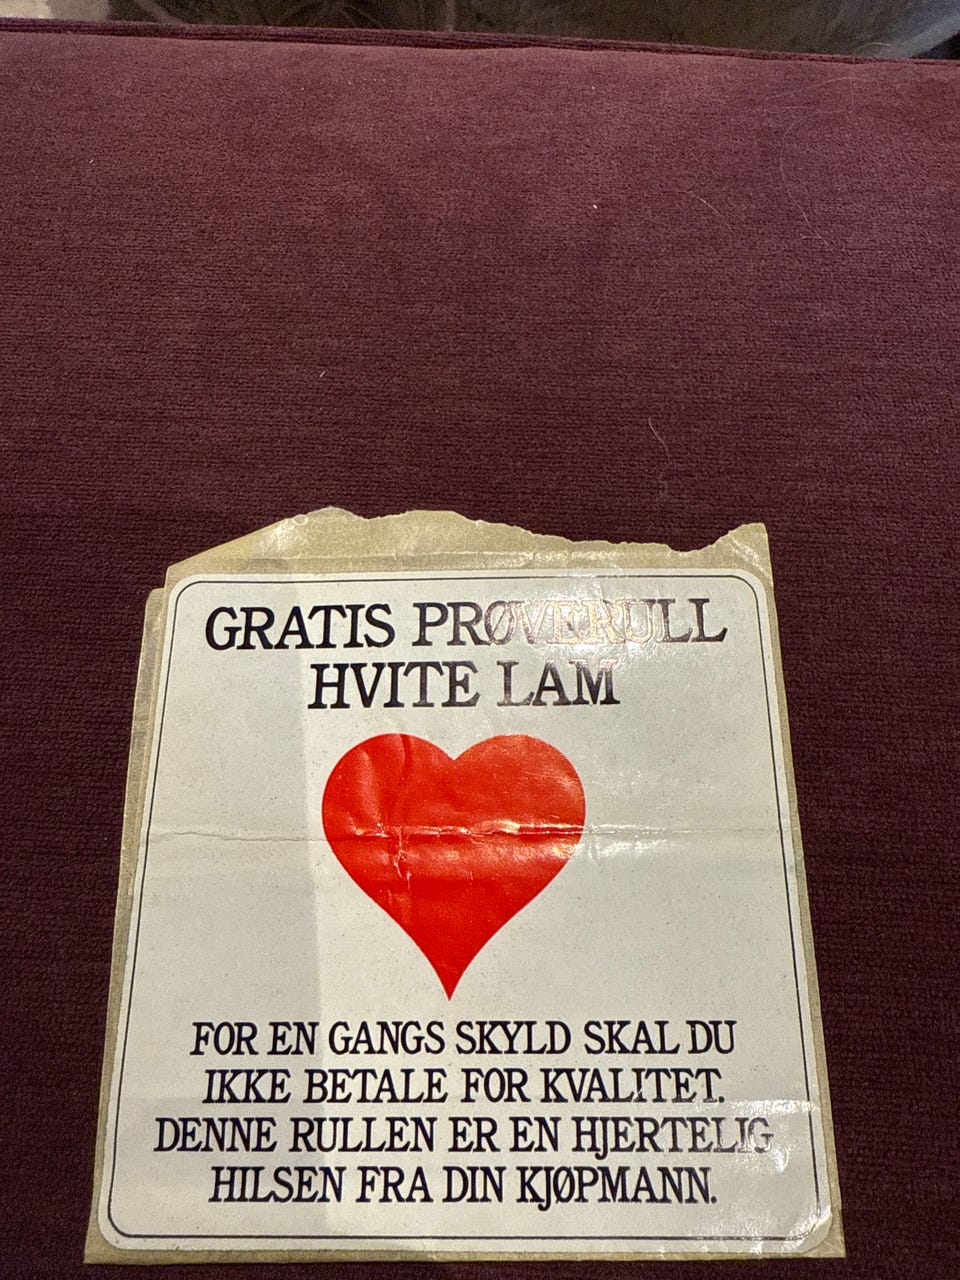 GRATIS PRØVERULL
HVITE LAM
FOR EN GANGS SKYLD SKAL DU
IKKE BETALE FOR KVALITET.
DENNE RULLEN ER EN HJERTELIG
HILSEN FRA DIN KJØPMANN.